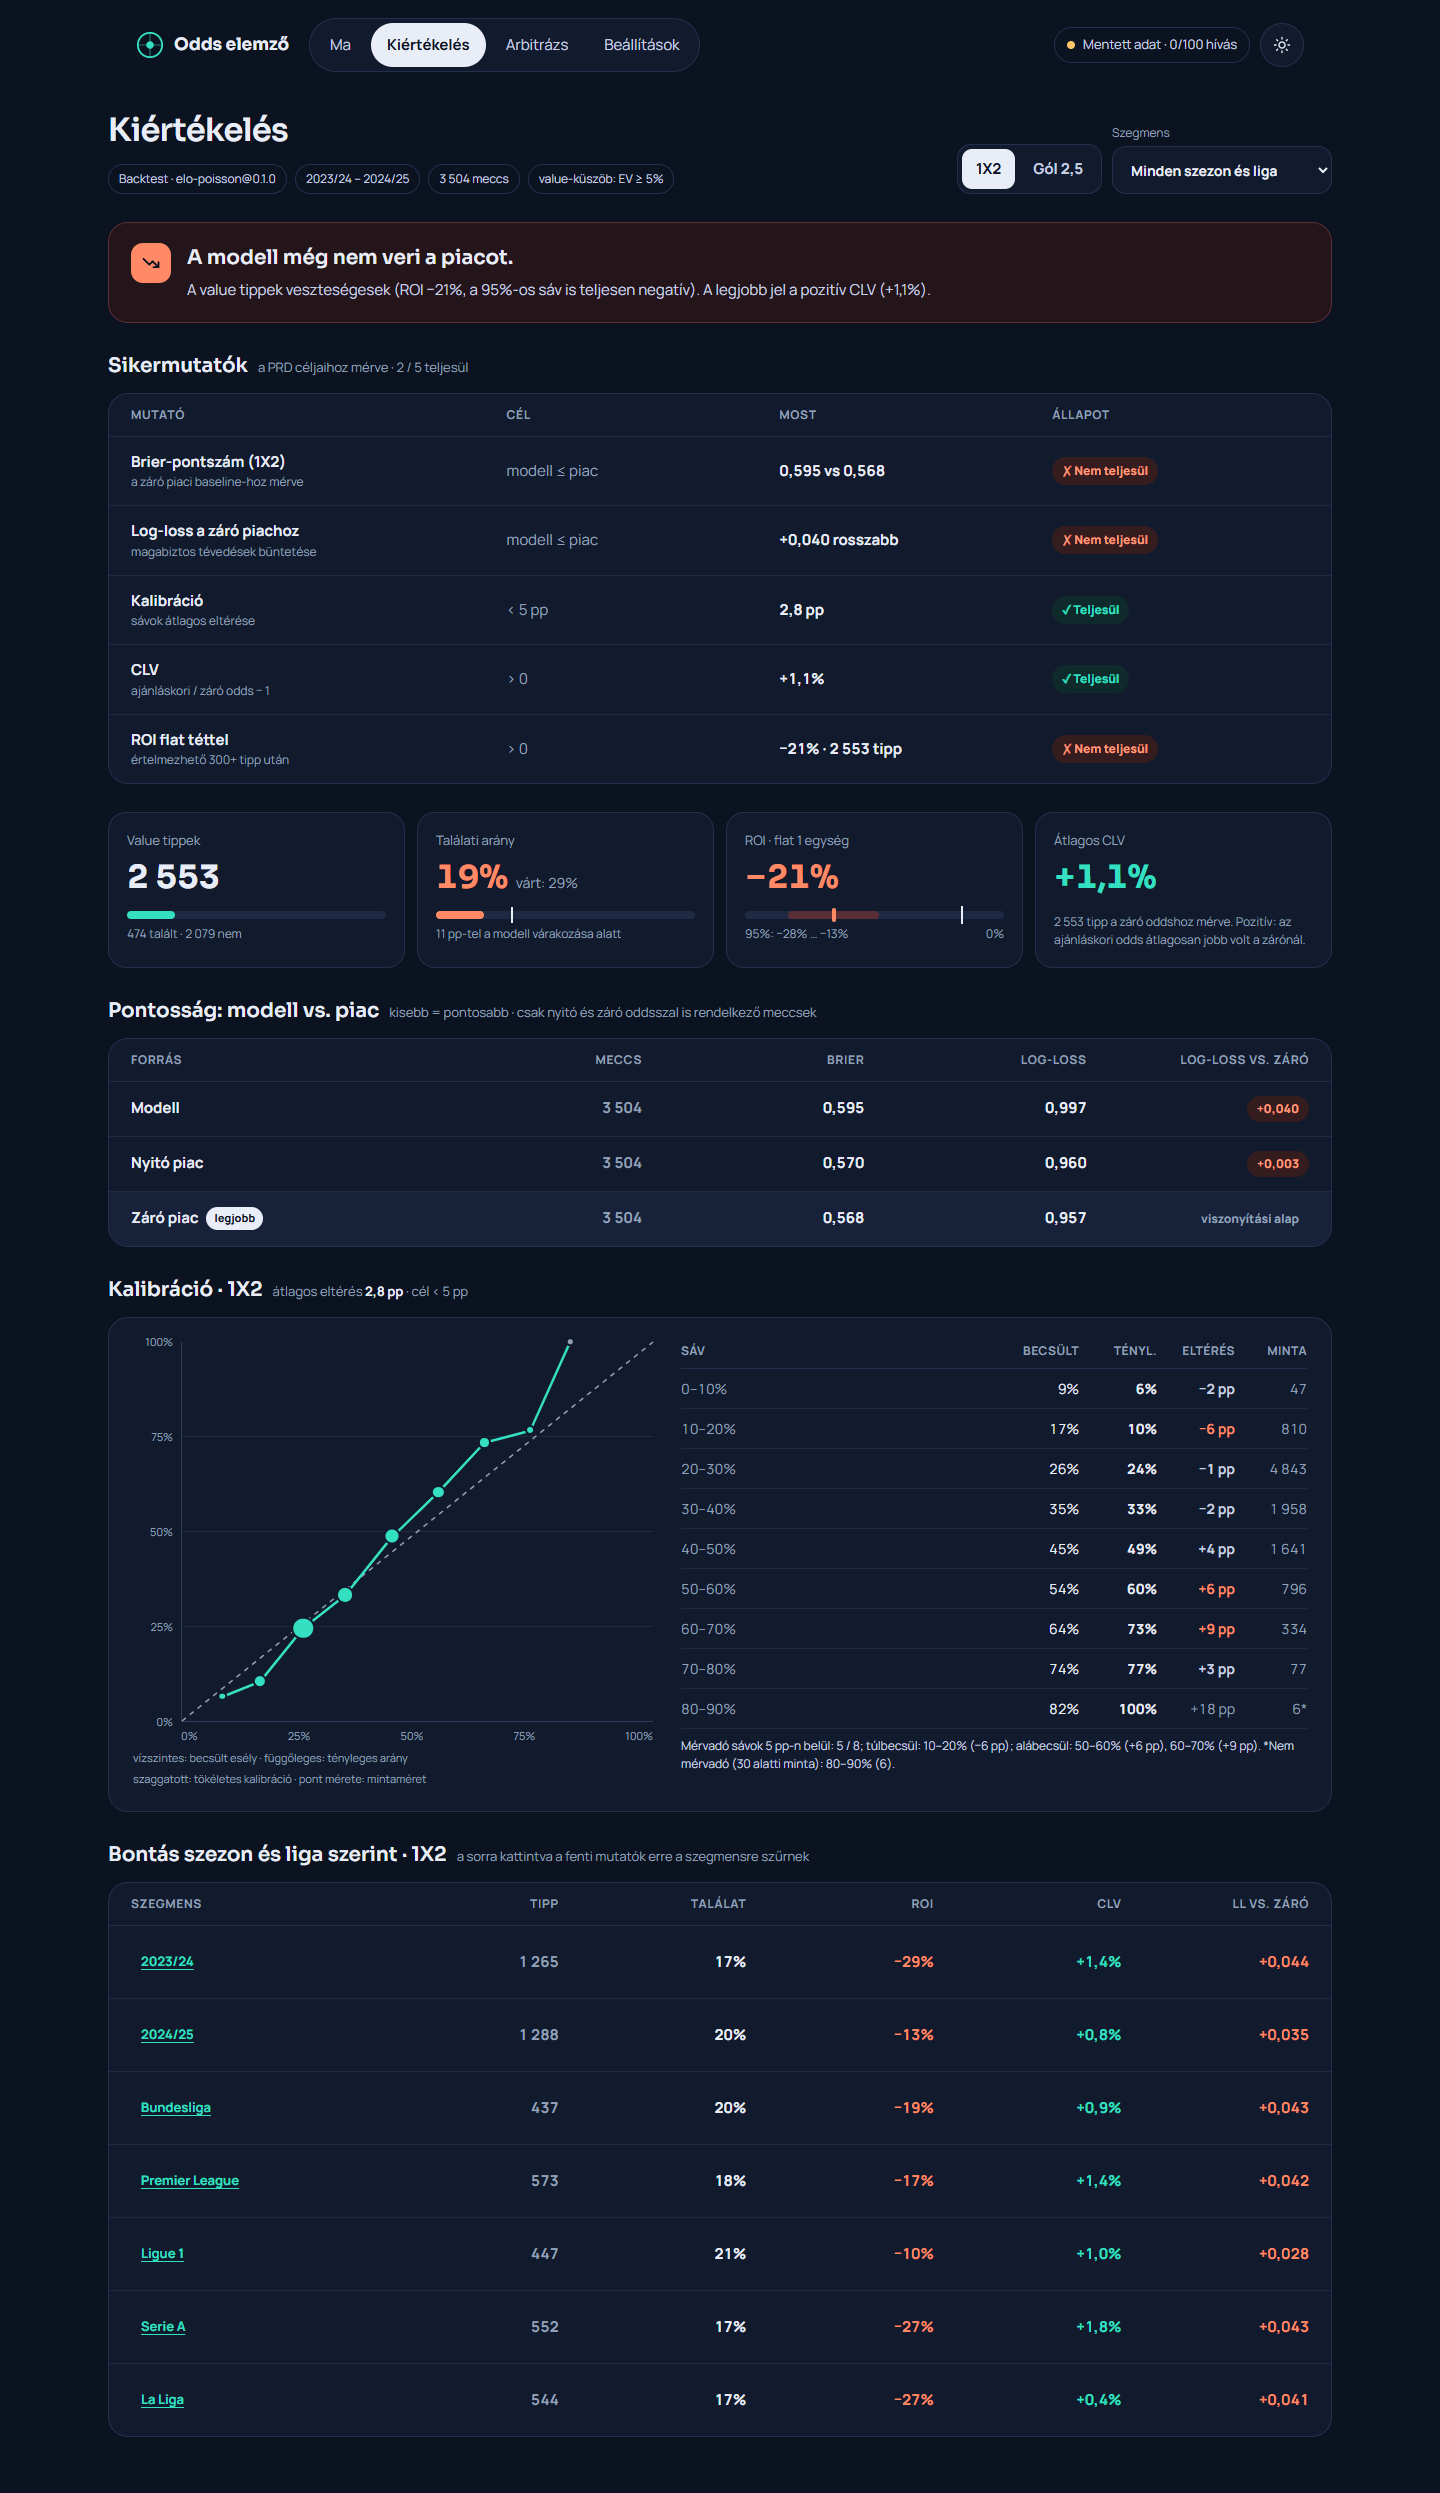 Odds elemző
Ma
Kiértékelés
Arbitrázs
Beállítások
Mentett adat · 0/100 hívás
Kiértékelés
Backtest · elo-poisson@0.1.0
2023/24 – 2024/25
3 504 meccs
value-küszöb: EV ≥ 5%
1X2
Gól 2,5
Szegmens
Minden szezon és liga
A modell még nem veri a piacot.
A value tippek veszteségesek (ROI −21%, a 95%-os sáv is teljesen negatív). A legjobb jel a pozitív CLV (+1,1%).
Sikermutatók a PRD céljaihoz mérve · 2 / 5 teljesül
MUTATÓ CÉL MOST ÁLLAPOT
Brier-pontszám (1X2)
a záró piaci baseline-hoz mérve
modell ≤ piac
0,595 vs 0,568
✗ Nem teljesül
Log-loss a záró piachoz
magabiztos tévedések büntetése
modell ≤ piac
+0,040 rosszabb
✗ Nem teljesül
Kalibráció
sávok átlagos eltérése
< 5 pp
2,8 pp
✓ Teljesül
CLV
ajánláskori / záró odds − 1
> 0
+1,1%
✓ Teljesül
ROI flat téttel
értelmezhető 300+ tipp után
> 0
−21% · 2 553 tipp
✗ Nem teljesül
Value tippek
2 553
474 talált · 2 079 nem
Találati arány
19% várt: 29%
11 pp-tel a modell várakozása alatt
ROI · flat 1 egység
−21%
95%: −28% … −13% 0%
Átlagos CLV
+1,1%
2 553 tipp a záró oddshoz mérve. Pozitív: az
ajánláskori odds átlagosan jobb volt a zárónál.
Pontosság: modell vs. piac kisebb = pontosabb · csak nyitó és záró oddsszal is rendelkező meccsek
FORRÁS MECCS BRIER LOG-LOSS LOG-LOSS VS. ZÁRÓ
Modell 3 504 0,595 0,997 +0,040
Nyitó piac 3 504 0,570 0,960 +0,003
Záró piac legjobb 3 504 0,568 0,957 viszonyítási alap
Kalibráció · 1X2 átlagos eltérés 2,8 pp · cél < 5 pp
100%
75%
50%
25%
0%
0% 25% 50% 75% 100%
vízszintes: becsült esély · függőleges: tényleges arány
szaggatott: tökéletes kalibráció · pont mérete: mintaméret
SÁV BECSÜLT TÉNYL. ELTÉRÉS MINTA
0–10% 9% 6% −2 pp 47
10–20% 17% 10% −6 pp 810
20–30% 26% 24% −1 pp 4 843
30–40% 35% 33% −2 pp 1 958
40–50% 45% 49% +4 pp 1 641
50–60% 54% 60% +6 pp 796
60–70% 64% 73% +9 pp 334
70–80% 74% 77% +3 pp 77
80–90% 82% 100% +18 pp 6*
Mérvadó sávok 5 pp-n belül: 5 / 8; túlbecsül: 10–20% (−6 pp); alábecsül: 50–60% (+6 pp), 60–70% (+9 pp). *Nem
mérvadó (30 alatti minta): 80–90% (6).
Bontás szezon és liga szerint · 1X2 a sorra kattintva a fenti mutatók erre a szegmensre szűrnek
SZEGMENS TIPP TALÁLAT ROI CLV LL VS. ZÁRÓ
2023/24 1 265 17% −29% +1,4% +0,044
2024/25 1 288 20% −13% +0,8% +0,035
Bundesliga 437 20% −19% +0,9% +0,043
Premier League 573 18% −17% +1,4% +0,042
Ligue 1 447 21% −10% +1,0% +0,028
Serie A 552 17% −27% +1,8% +0,043
La Liga 544 17% −27% +0,4% +0,041